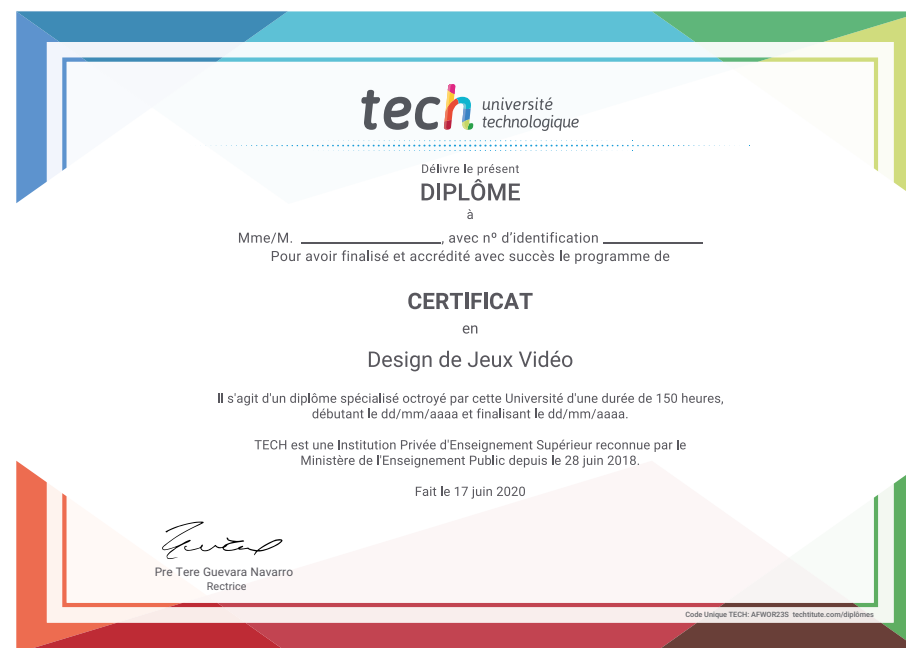 tech université
technologique
Délivre le présent
DIPLÔME
à
Mme/M. ____________________, avec nº d'identification ______________
Pour avoir finalisé et accrédité avec succès le programme de
CERTIFICAT
en
Design de Jeux Vidéo
Il s'agit d'un diplôme spécialisé octroyé par cette Université d'une durée de 150 heures,
débutant le dd/mm/aaaa et finalisant le dd/mm/aaaa.
TECH est une Institution Privée d'Enseignement Supérieur reconnue par le
Ministère de l'Enseignement Public depuis le 28 juin 2018.
Fait le 17 juin 2020
Pre Tere Guevara Navarro
Rectrice
Code Unique TECH: AFWOR23S techtitute.com/diplômes